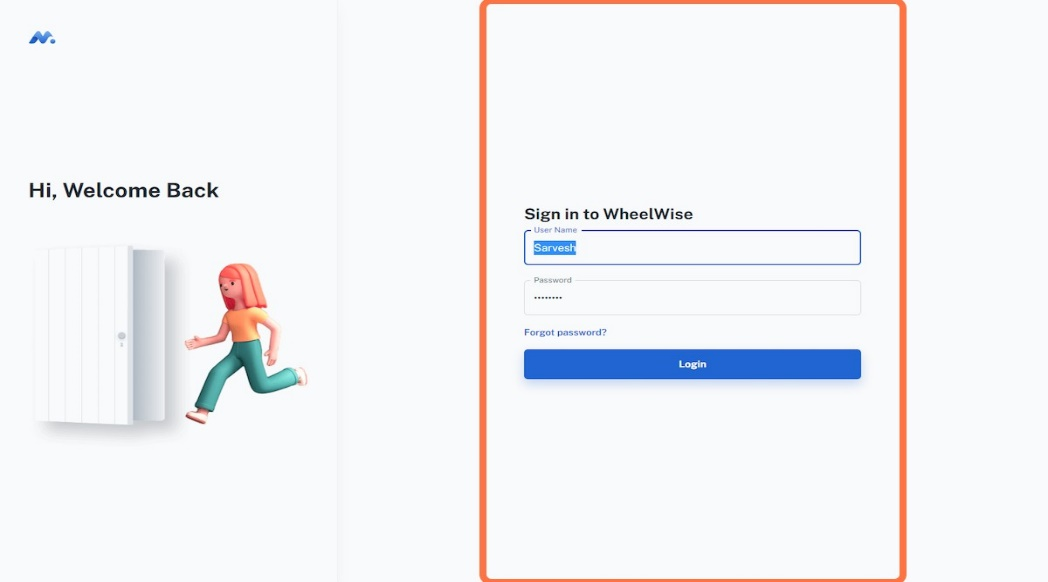 Hi, Welcome Back
Sign in to WheelWise
User Name
Sarvesh
Password
••••••••
Forgot password?
Login